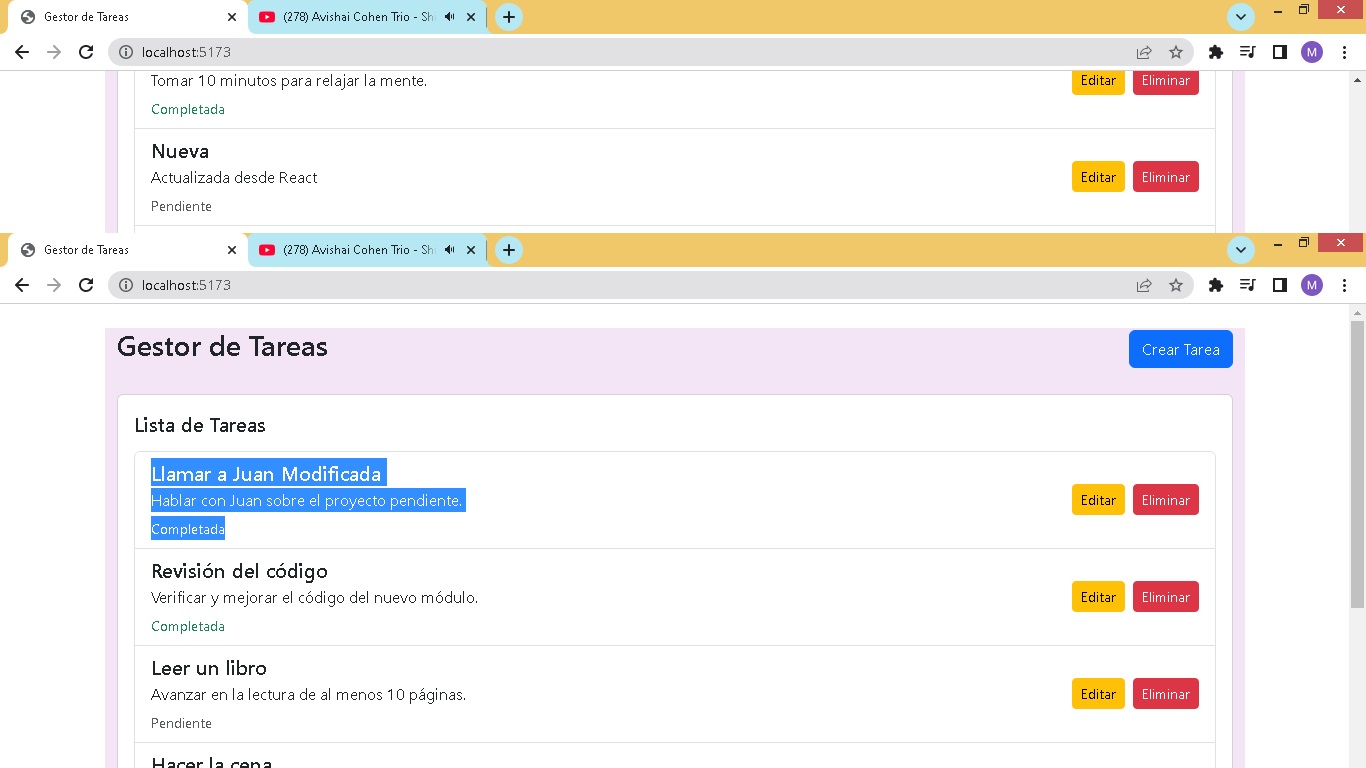 Gestor de Tareas
(278) Avishai Cohen Trio - Sh
localhost:5173
M
Tomar 10 minutos para relajar la mente.
Editar Eliminar
Completada
Nueva
Actualizada desde React
Editar Eliminar
Pendiente
Gestor de Tareas
(278) Avishai Cohen Trio - Sh
localhost:5173
M
Gestor de Tareas
Crear Tarea
Lista de Tareas
Llamar a Juan Modificada
Hablar con Juan sobre el proyecto pendiente.
Editar Eliminar
Completada
Revisión del código
Verificar y mejorar el código del nuevo módulo.
Editar Eliminar
Completada
Leer un libro
Avanzar en la lectura de al menos 10 páginas.
Editar Eliminar
Pendiente
Hacer la cena